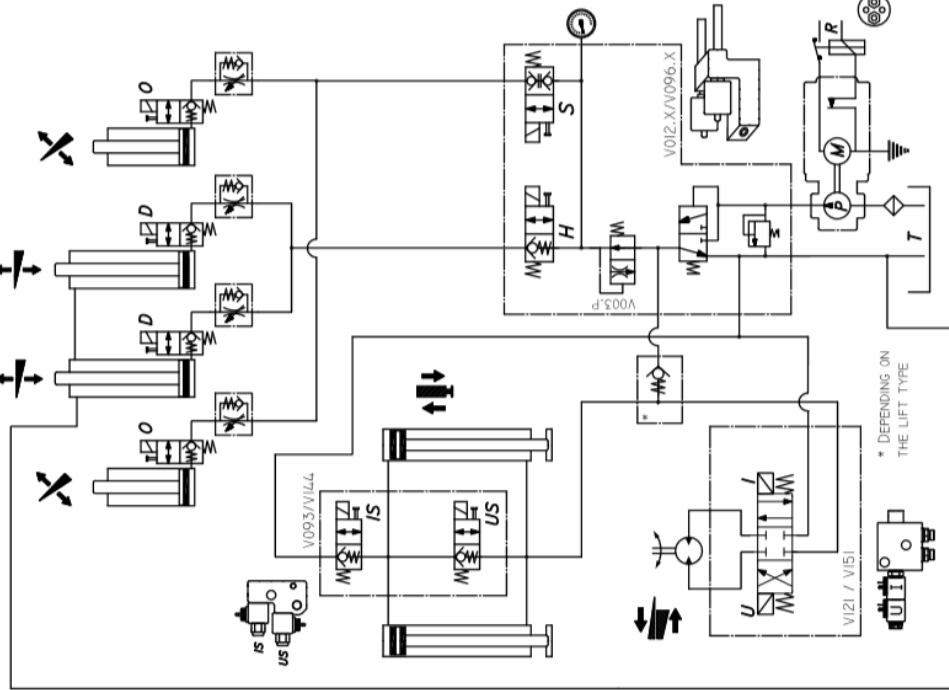 O
D
D
O
R
V012.X/V096.X
S
H
M
P
T
V003.P
V093/V144
IS
US
IS
US
*
* DEPENDING ON
THE LIFT TYPE
I
U
V121 / V151
U I